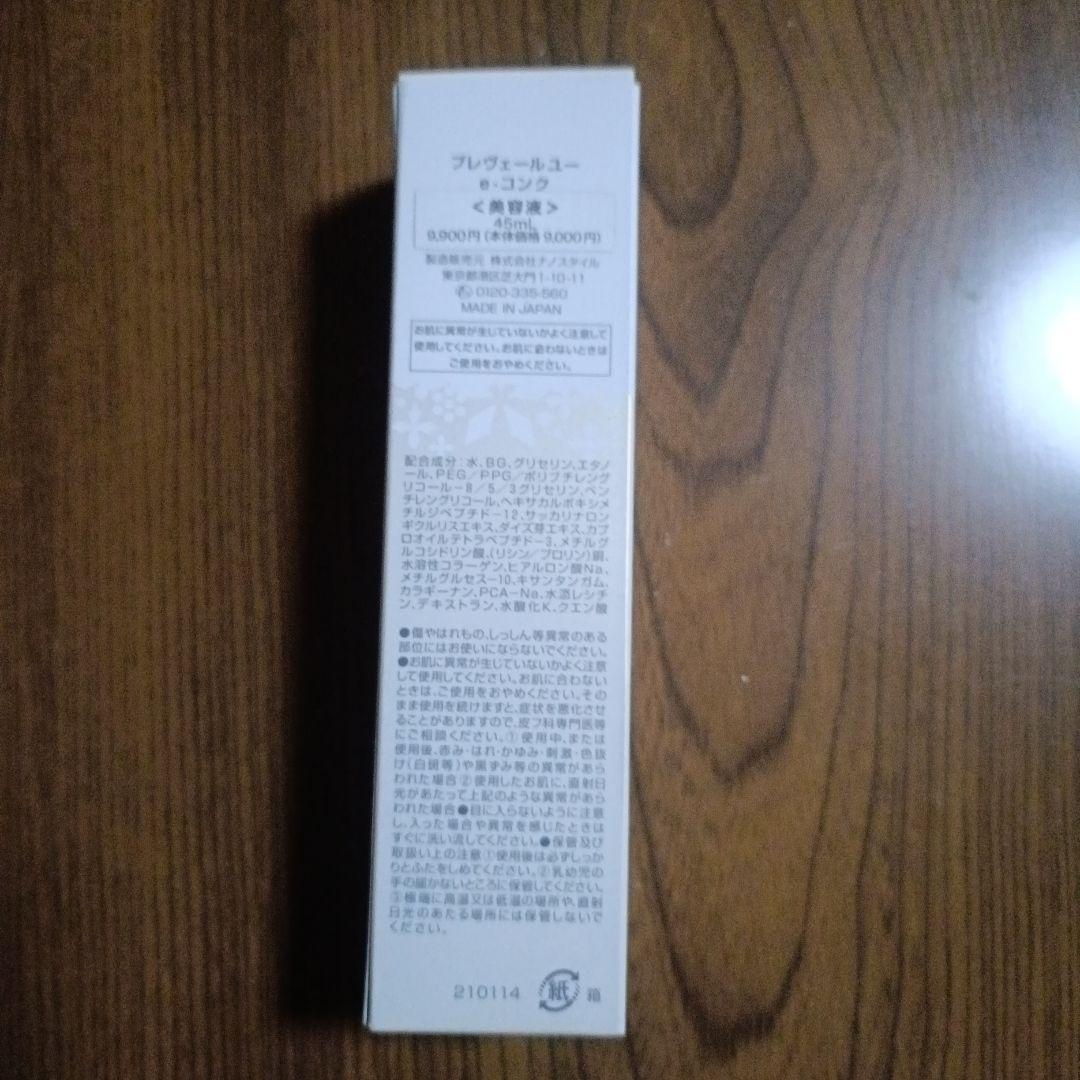 プレヴェールユー
e-コンク
＜美容液＞
45mL
9,900円(本体価格 9,000円)
製造販売元 株式会社ナノスタイル
東京都港区芝大門1-10-11
0120-335-560
MADE IN JAPAN
お肌に異常が生じていないかよく注意して
使用してください。お肌に合わないときは
ご使用をおやめください。
配合成分:水、BG、グリセリン、エタノ
ール、PEG／PPG／ポリブチレング
リコール－8／5／3グリセリン、ペン
チレングリコール、ヘキサカルボキシメ
チルジペプチド－12、サッカリナロン
ギクルリスエキス、ダイズ芽エキス、カプ
ロオイルテトラペプチド－3、メチルグ
ルコシドリン酸、(リシン／プロリン)銅、
水溶性コラーゲン、ヒアルロン酸Na、
メチルグルセス－10、キサンタンガム、
カラギーナン、PCA－Na、水添レシチ
ン、デキストラン、水酸化K、クエン酸
●傷やはれもの、しっしん等異常のある
部位にはお使いにならないでください。
●お肌に異常が生じていないかよく注意
して使用してください。お肌に合わない
ときは、ご使用をおやめください。その
まま使用を続けますと、症状を悪化させ
ることがありますので、皮フ科専門医等
にご相談ください。①使用中、または
使用後、赤み・はれ・かゆみ・刺激・色抜
け(白斑等)や黒ずみ等の異常があら
われた場合②使用したお肌に、直射日
光があたって上記のような異常があら
われた場合●目に入らないように注意
し、入った場合や異常を感じたときは
すぐに洗い流してください。●保管及び
取扱い上の注意①使用後は必ずしっか
りとふたをしめてください。②乳幼児の
手の届かないところに保管してください。
③極端に高温又は低温の場所や、直射
日光のあたる場所には保管しないで
ください。
210114 紙 箱